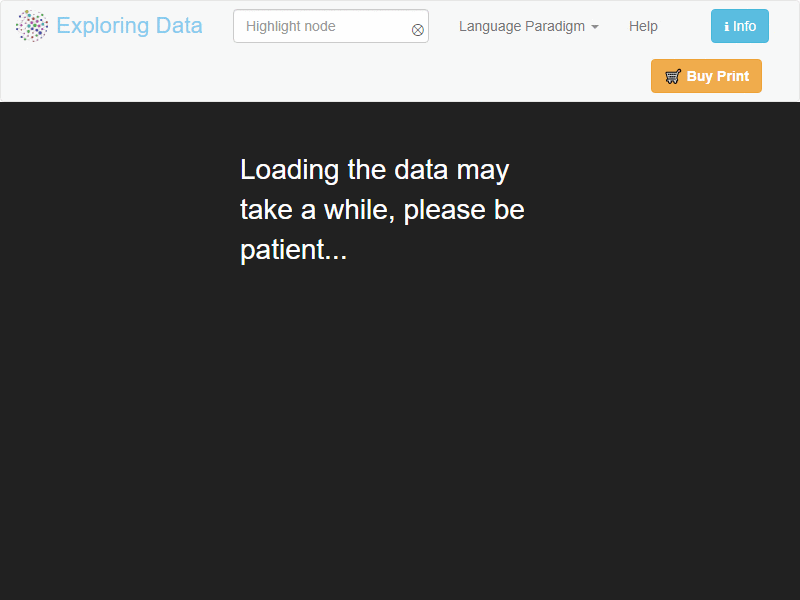 Exploring Data
Highlight node
Language Paradigm
Help
Info
Buy Print
Loading the data may
take a while, please be
patient...